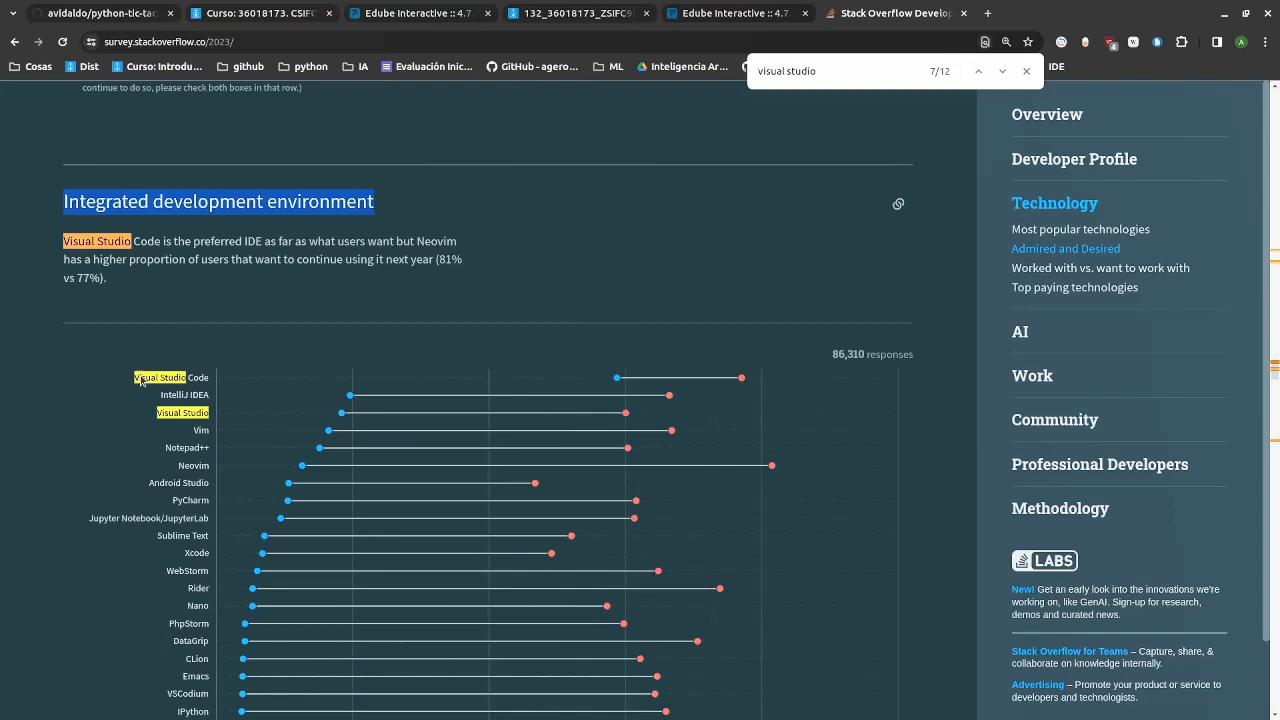 avidaldo/python-tic-tac
Curso: 36018173. CSIFC
Edube Interactive :: 4.7.
132_36018173_ZSIFC9
Edube Interactive :: 4.7.
Stack Overflow Develop
survey.stackoverflow.co/2023/
4
A
Cosas
Dist
Curso: Introdu...
github
python
IA
Evaluación Inic...
GitHub - agero...
ML
Inteligencia Ar...
IDE
visual studio
7/12
continue to do so, please check both boxes in that row.)
Integrated development environment
Visual Studio Code is the preferred IDE as far as what users want but Neovim
has a higher proportion of users that want to continue using it next year (81%
vs 77%).
86,310 responses
Visual Studio Code
IntelliJ IDEA
Visual Studio
Vim
Notepad++
Neovim
Android Studio
PyCharm
Jupyter Notebook/JupyterLab
Sublime Text
Xcode
WebStorm
Rider
Nano
PhpStorm
DataGrip
CLion
Emacs
VSCodium
IPython
Overview
Developer Profile
Technology
Most popular technologies
Admired and Desired
Worked with vs. want to work with
Top paying technologies
AI
Work
Community
Professional Developers
Methodology
LABS
New! Get an early look into the innovations we're
working on, like GenAI. Sign-up for research,
demos and curated news.
Stack Overflow for Teams – Capture, share, &
collaborate on knowledge internally.
Advertising – Promote your product or service to
developers and technologists.